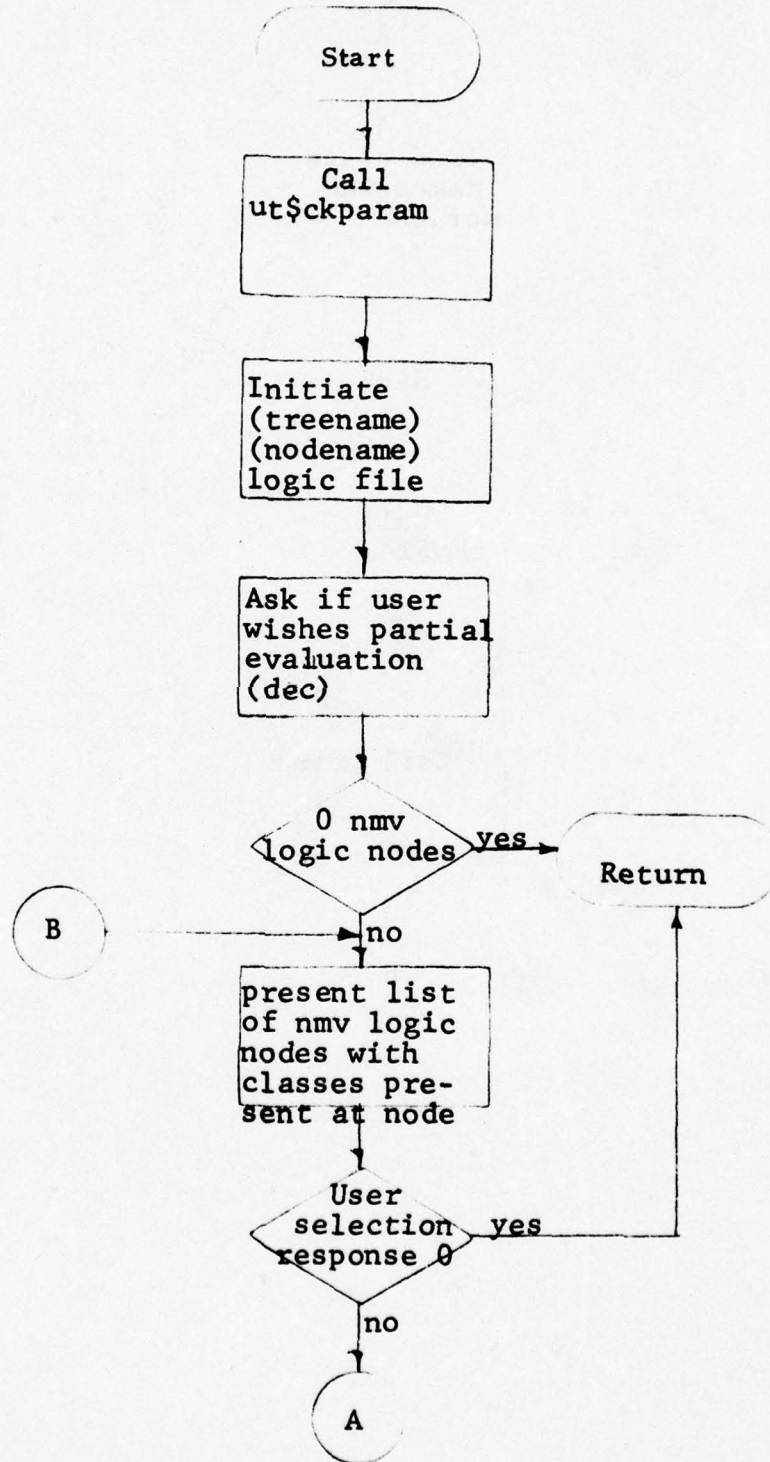 Start
Call
ut$ckparam
Initiate
(treename)
(nodename)
logic file
Ask if user
wishes partial
evaluation
(dec)
0 nmv
logic nodes
yes
Return
B
no
present list
of nmv logic
nodes with
classes pre-
sent at node
User
selection
response 0
yes
no
A